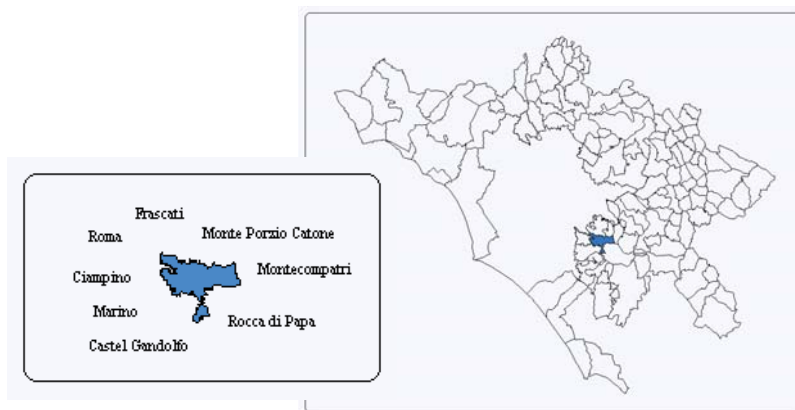 Frascati
Roma
Monte Porzio Catone
Ciampino
Montecompatri
Marino
Rocca di Papa
Castel Gandolfo